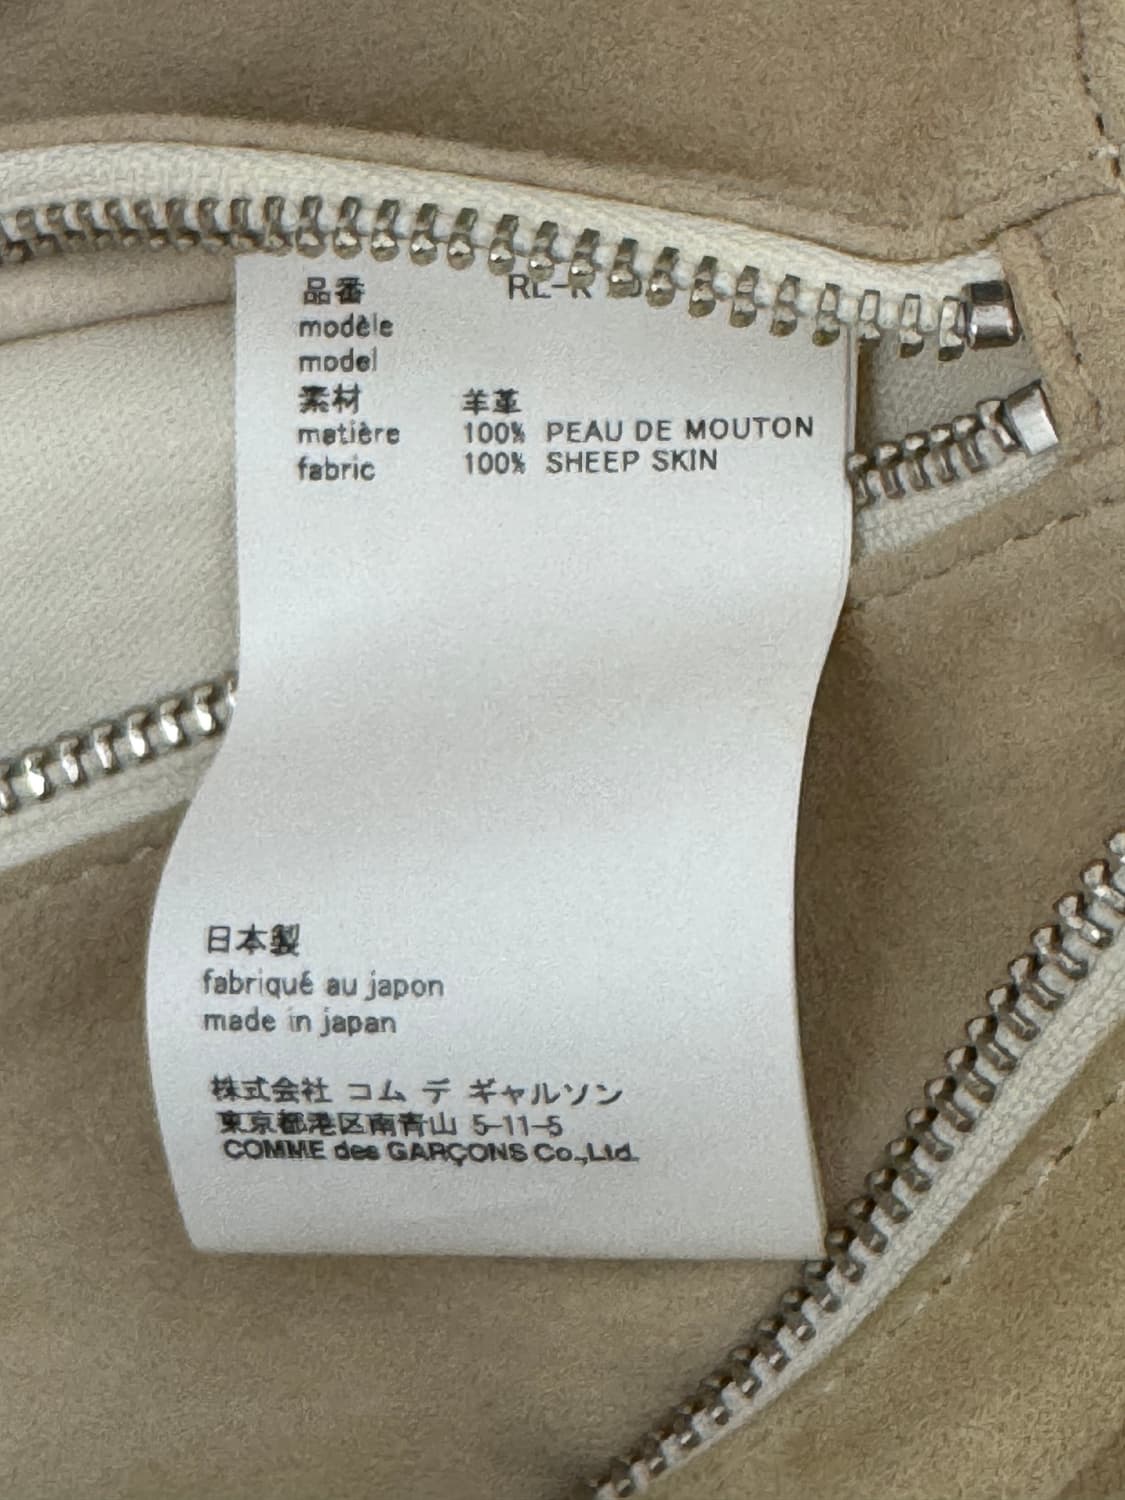 品番
modèle
model
素材 羊革
matière 100% PEAU DE MOUTON
fabric 100% SHEEP SKIN
日本製
fabriqué au japon
made in japan
株式会社 コム デ ギャルソン
東京都港区南青山 5-11-5
COMME des GARÇONS Co.,Ltd.